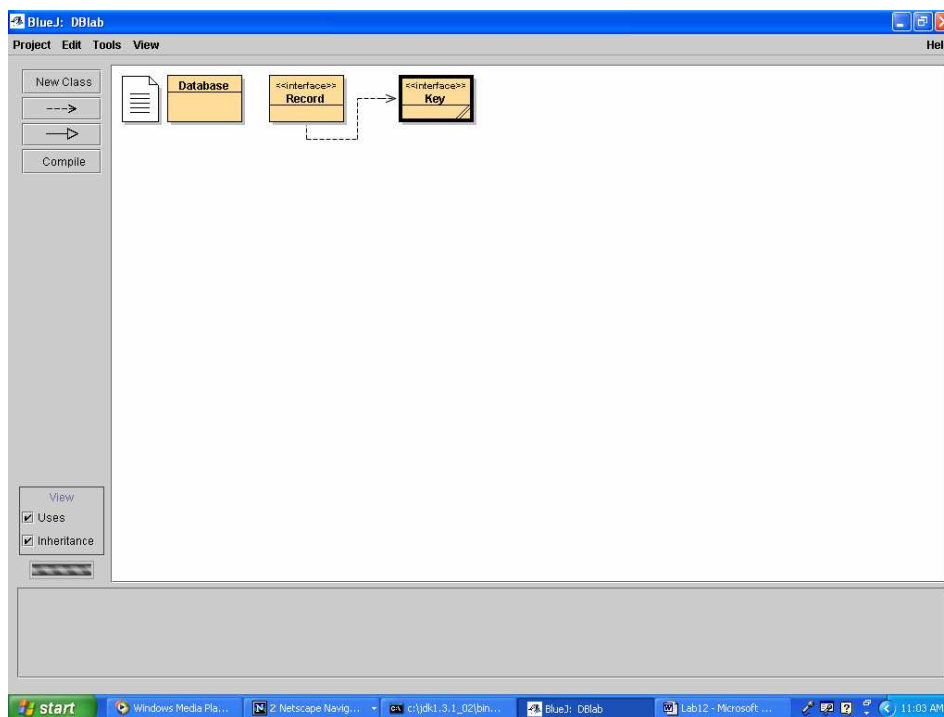 BlueJ: DBlab
Project Edit Tools View
Hel
New Class
Compile
Database
<<interface>>
Record
<<interface>>
Key
View
Uses
Inheritance
start
Windows Media Pla...
2 Netscape Navig...
c:\jdk1.3.1_02\bin...
BlueJ: DBlab
Lab12 - Microsoft ...
11:03 AM